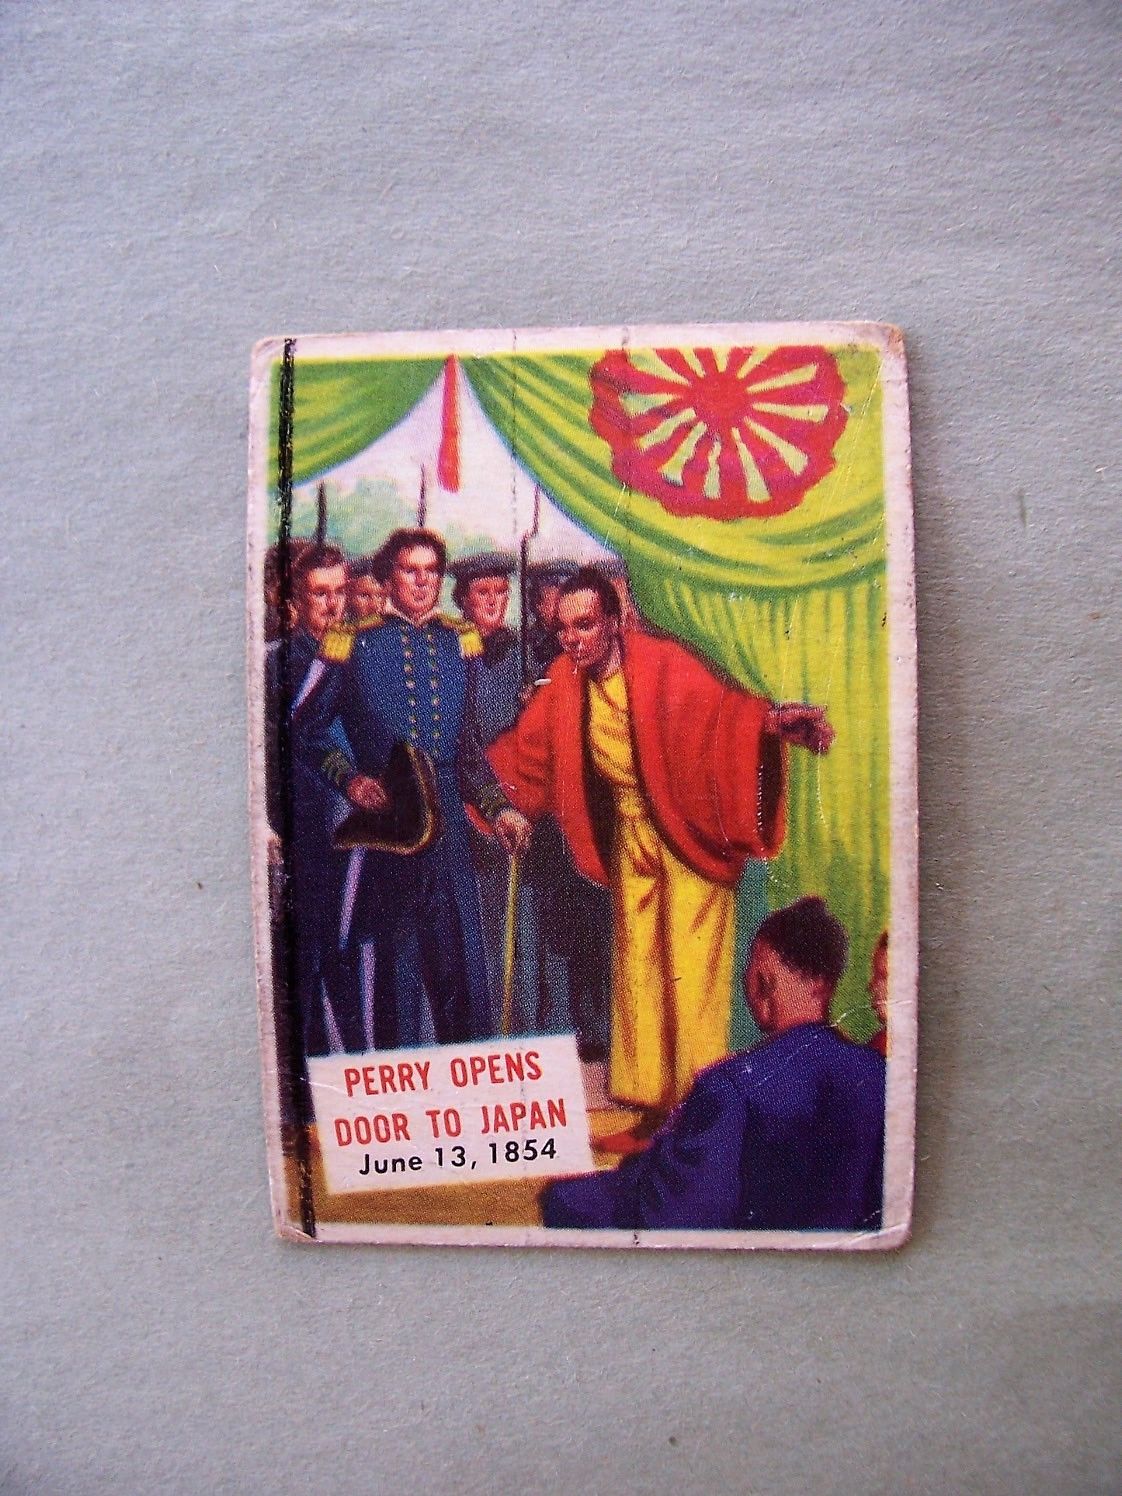 PERRY OPENS
DOOR TO JAPAN
June 13, 1854